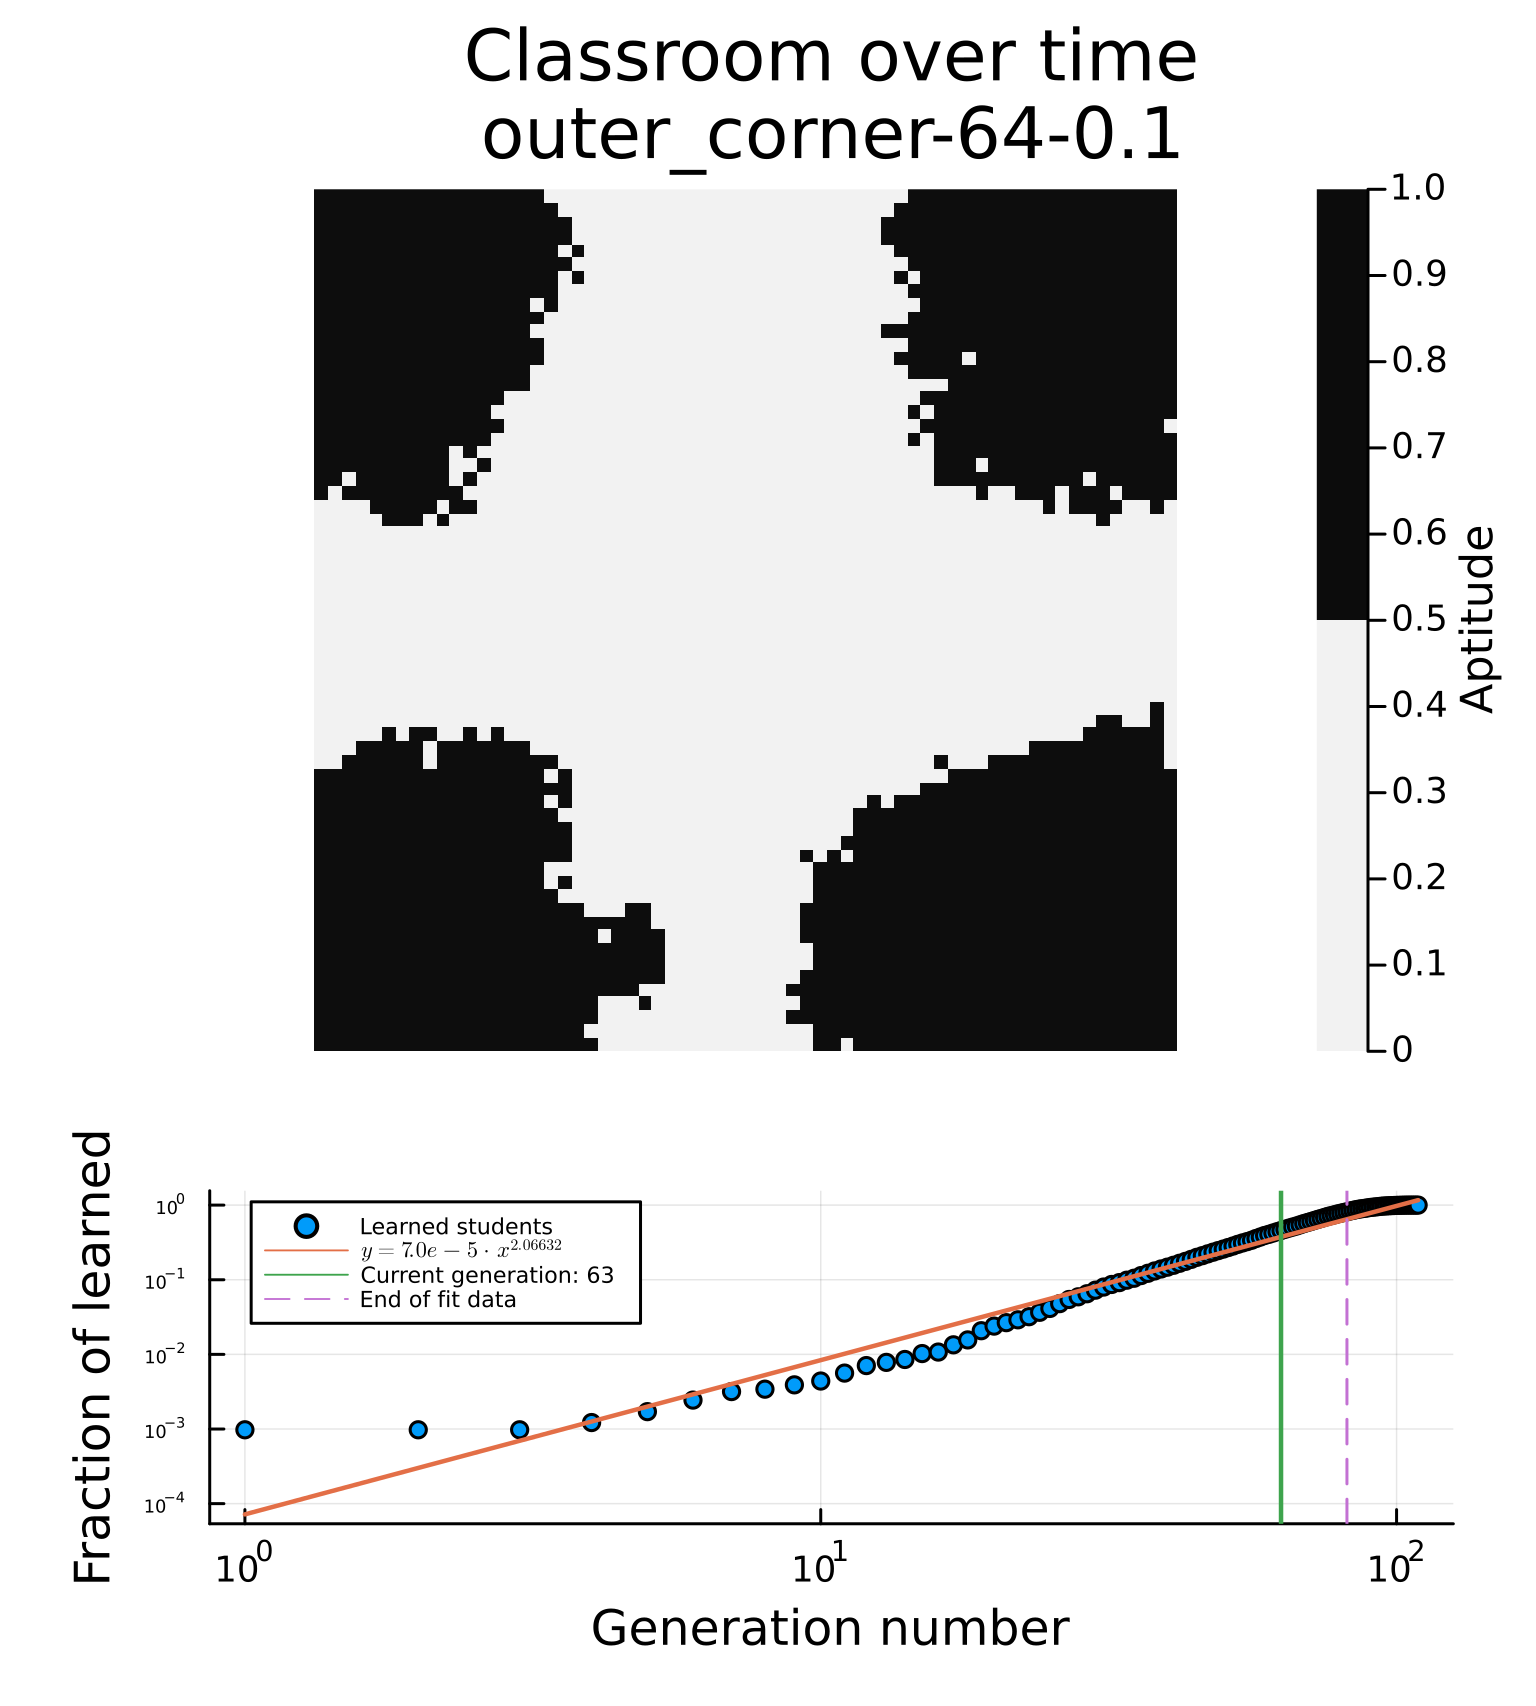 Classroom over time
outer_corner-64-0.1
1.0
0.9
0.8
0.7
0.6
0.5
0.4
0.3
0.2
0.1
0
Aptitude
Fraction of learned
10⁰
10⁻¹
10⁻²
10⁻³
10⁻⁴
Learned students
y = 7.0e − 5 · x^2.06632
Current generation: 63
End of fit data
10⁰
10¹
10²
Generation number